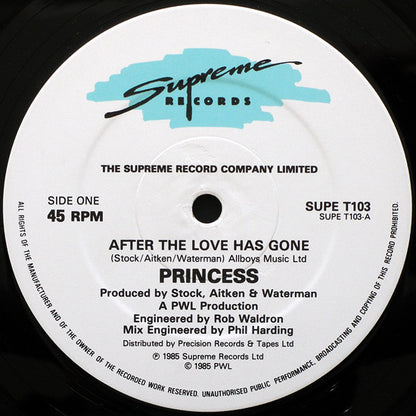 Supreme
RECORDS
THE SUPREME RECORD COMPANY LIMITED
SIDE ONE
45 RPM
SUPE T103
SUPE T103-A
AFTER THE LOVE HAS GONE
(Stock/Aitken/Waterman) Allboys Music Ltd
PRINCESS
Produced by Stock, Aitken & Waterman
A PWL Production
Engineered by Rob Waldron
Mix Engineered by Phil Harding
Distributed by Precision Records & Tapes Ltd
℗ 1985 Supreme Records Ltd
© 1985 PWL
ALL RIGHTS OF THE MANUFACTURER AND OF THE OWNER OF THE RECORDED WORK RESERVED. UNAUTHORISED PUBLIC PERFORMANCE, BROADCASTING AND COPYING OF THIS RECORD PROHIBITED.